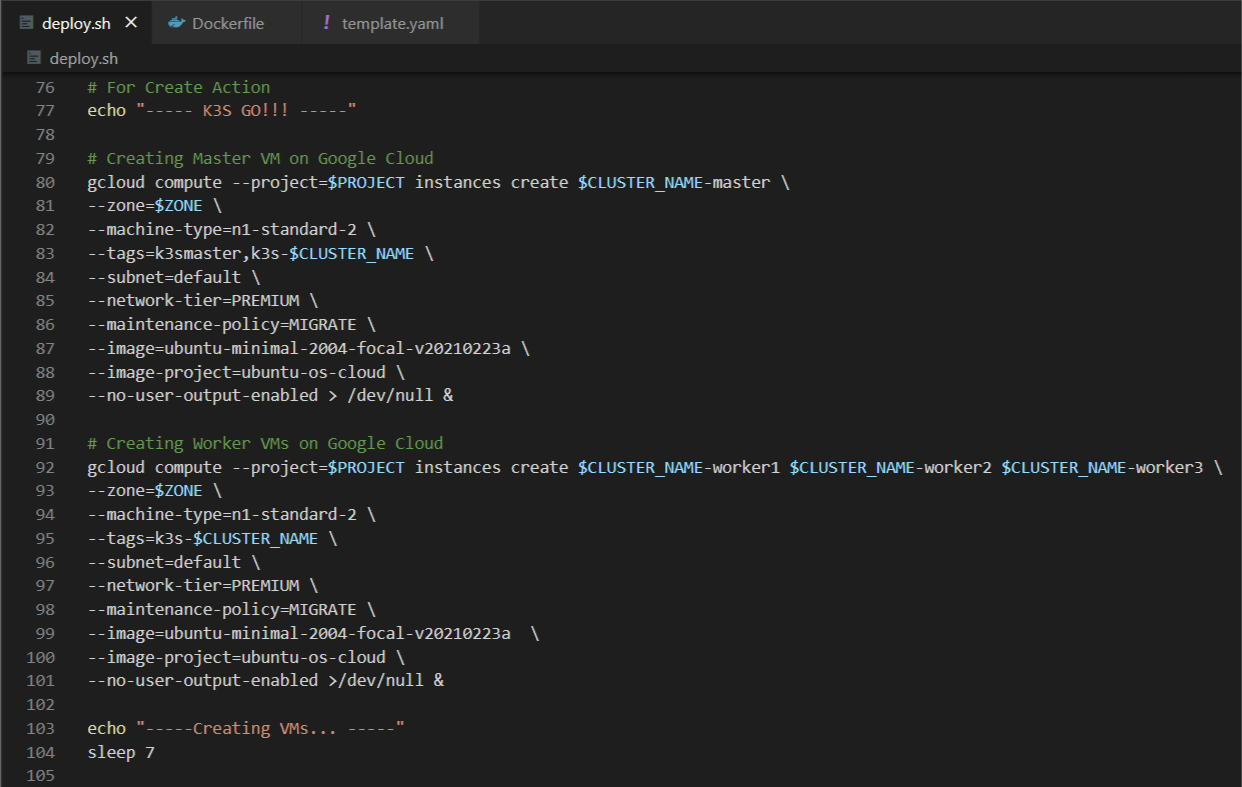 deploy.sh × Dockerfile ! template.yaml
deploy.sh
76 # For Create Action
77 echo "----- K3S GO!!! -----"
78
79 # Creating Master VM on Google Cloud
80 gcloud compute --project=$PROJECT instances create $CLUSTER_NAME-master \
81 --zone=$ZONE \
82 --machine-type=n1-standard-2 \
83 --tags=k3smaster,k3s-$CLUSTER_NAME \
84 --subnet=default \
85 --network-tier=PREMIUM \
86 --maintenance-policy=MIGRATE \
87 --image=ubuntu-minimal-2004-focal-v20210223a \
88 --image-project=ubuntu-os-cloud \
89 --no-user-output-enabled > /dev/null &
90
91 # Creating Worker VMs on Google Cloud
92 gcloud compute --project=$PROJECT instances create $CLUSTER_NAME-worker1 $CLUSTER_NAME-worker2 $CLUSTER_NAME-worker3 \
93 --zone=$ZONE \
94 --machine-type=n1-standard-2 \
95 --tags=k3s-$CLUSTER_NAME \
96 --subnet=default \
97 --network-tier=PREMIUM \
98 --maintenance-policy=MIGRATE \
99 --image=ubuntu-minimal-2004-focal-v20210223a  \
100 --image-project=ubuntu-os-cloud \
101 --no-user-output-enabled >/dev/null &
102
103 echo "-----Creating VMs... -----"
104 sleep 7
105